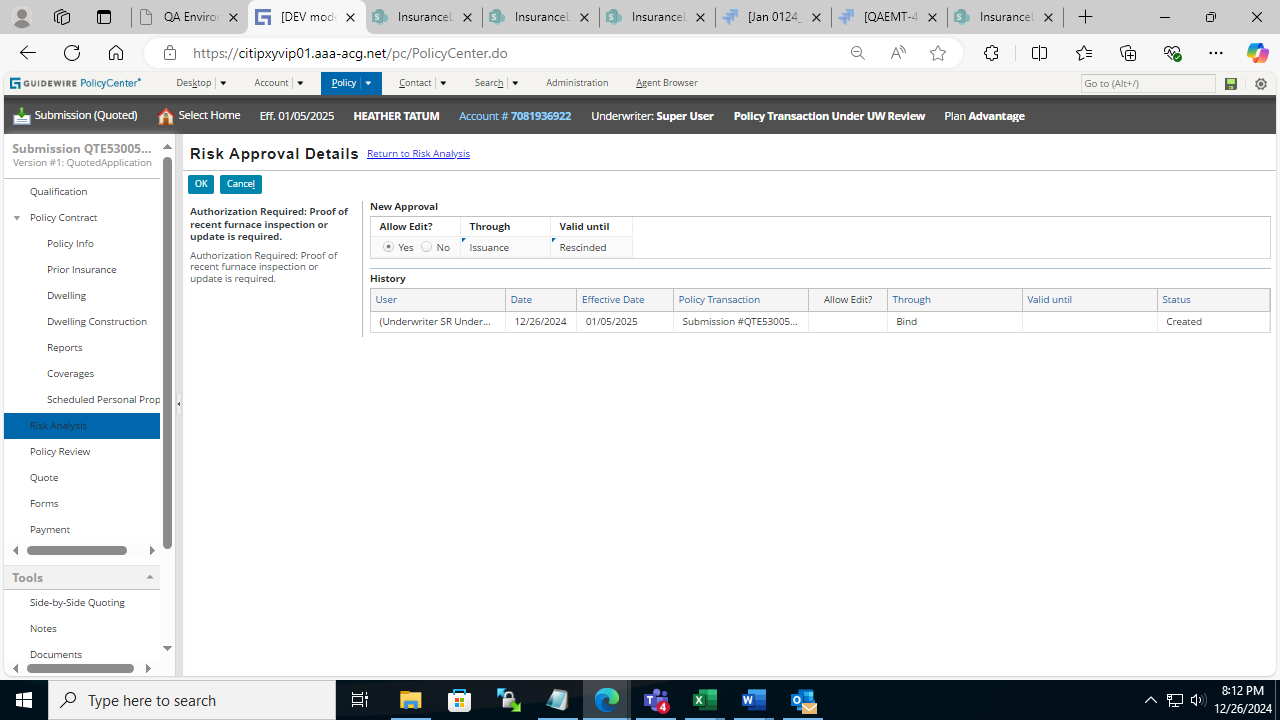 QA Environ
[DEV mode
InsuranceL
InsuranceL
InsuranceL
[Jan 0124_
[QAEMT-4
InsuranceL
https://citipxyvip01.aaa-acg.net/pc/PolicyCenter.do
GUIDEWIRE PolicyCenter
Desktop
Account
Policy
Contact
Search
Administration
Agent Browser
Go to (Alt+/)
Submission (Quoted)
Select Home
Eff. 01/05/2025
HEATHER TATUM
Account # 7081936922
Underwriter: Super User
Policy Transaction Under UW Review
Plan Advantage
Submission QTE53005...
Version #1: QuotedApplication
Qualification
Policy Contract
Policy Info
Prior Insurance
Dwelling
Dwelling Construction
Reports
Coverages
Scheduled Personal Prop
Risk Analysis
Policy Review
Quote
Forms
Payment
Tools
Side-by-Side Quoting
Notes
Documents
Risk Approval Details
Return to Risk Analysis
OK
Cancel
Authorization Required: Proof of
recent furnace inspection or
update is required.
Authorization Required: Proof of
recent furnace inspection or
update is required.
New Approval
Allow Edit? Through Valid until
Yes No Issuance Rescinded
History
User Date Effective Date Policy Transaction Allow Edit? Through Valid until Status
(Underwriter SR Under... 12/26/2024 01/05/2025 Submission #QTE53005... Bind Created
Type here to search
4
8:12 PM
12/26/2024